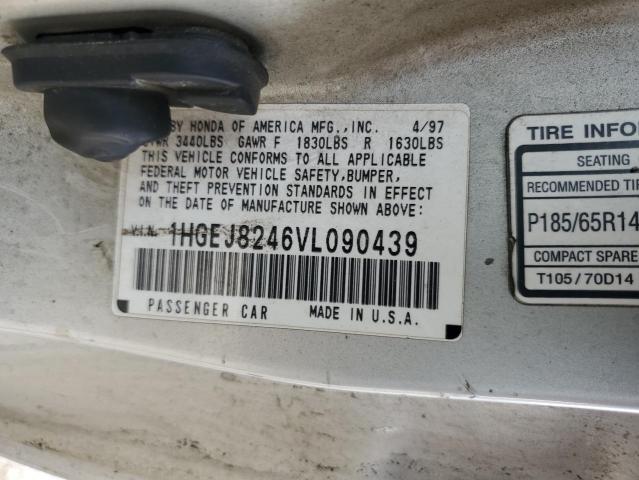 BY HONDA OF AMERICA MFG.,INC. 4/97
GVWR 3440LBS GAWR F 1830LBS R 1630LBS
THIS VEHICLE CONFORMS TO ALL APPLICABLE
FEDERAL MOTOR VEHICLE SAFETY,BUMPER,
AND THEFT PREVENTION STANDARDS IN EFFECT
ON THE DATE OF MANUFACTURE SHOWN ABOVE:
V.I.N. 1HGEJ8246VL090439
PASSENGER CAR MADE IN U.S.A.
TIRE INFO
SEATING
RECOMMENDED TI
P185/65R14
COMPACT SPARE
T105/70D14